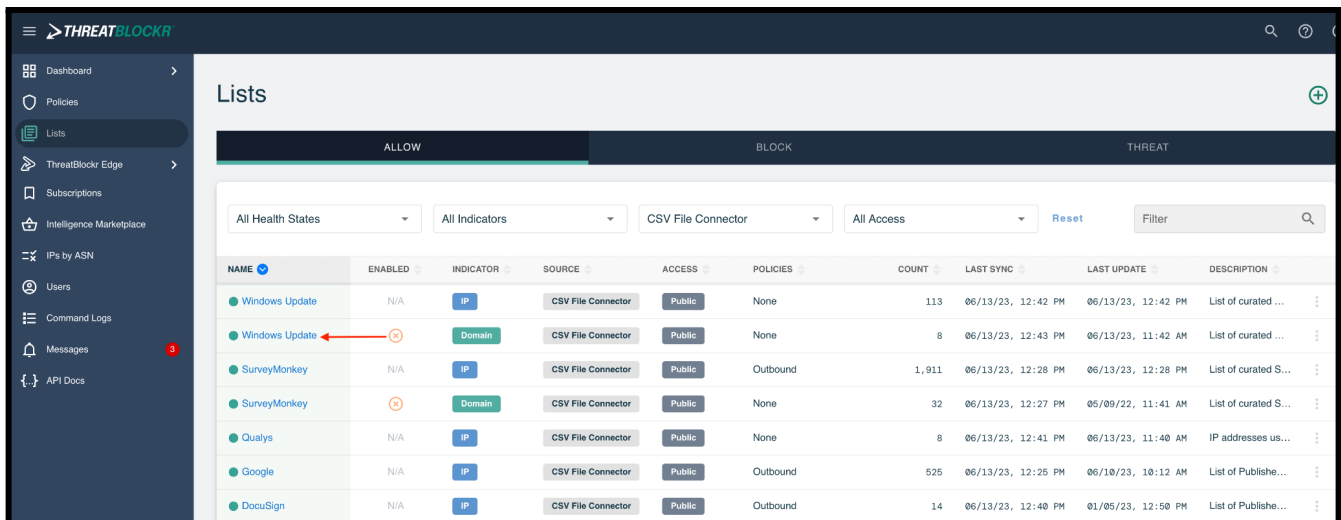 THREATBLOCKR
Dashboard
Policies
Lists
ThreatBlockr Edge
Subscriptions
Intelligence Marketplace
IPs by ASN
Users
Command Logs
Messages 3
{...} API Docs
Lists
ALLOW BLOCK THREAT
All Health States All Indicators CSV File Connector All Access Reset Filter
NAME ENABLED INDICATOR SOURCE ACCESS POLICIES COUNT LAST SYNC LAST UPDATE DESCRIPTION
Windows Update N/A IP CSV File Connector Public None 113 06/13/23, 12:42 PM 06/13/23, 12:42 PM List of curated ...
Windows Update Domain CSV File Connector Public None 8 06/13/23, 12:43 PM 06/13/23, 11:42 AM List of curated ...
SurveyMonkey N/A IP CSV File Connector Public Outbound 1,911 06/13/23, 12:28 PM 06/13/23, 12:28 PM List of curated S...
SurveyMonkey Domain CSV File Connector Public None 32 06/13/23, 12:27 PM 05/09/22, 11:41 AM List of curated S...
Qualys N/A IP CSV File Connector Public None 8 06/13/23, 12:41 PM 06/13/23, 11:40 AM IP addresses us...
Google N/A IP CSV File Connector Public Outbound 525 06/13/23, 12:25 PM 06/10/23, 10:12 AM List of Publishe...
DocuSign N/A IP CSV File Connector Public Outbound 14 06/13/23, 12:40 PM 01/05/23, 12:50 PM List of Publishe...